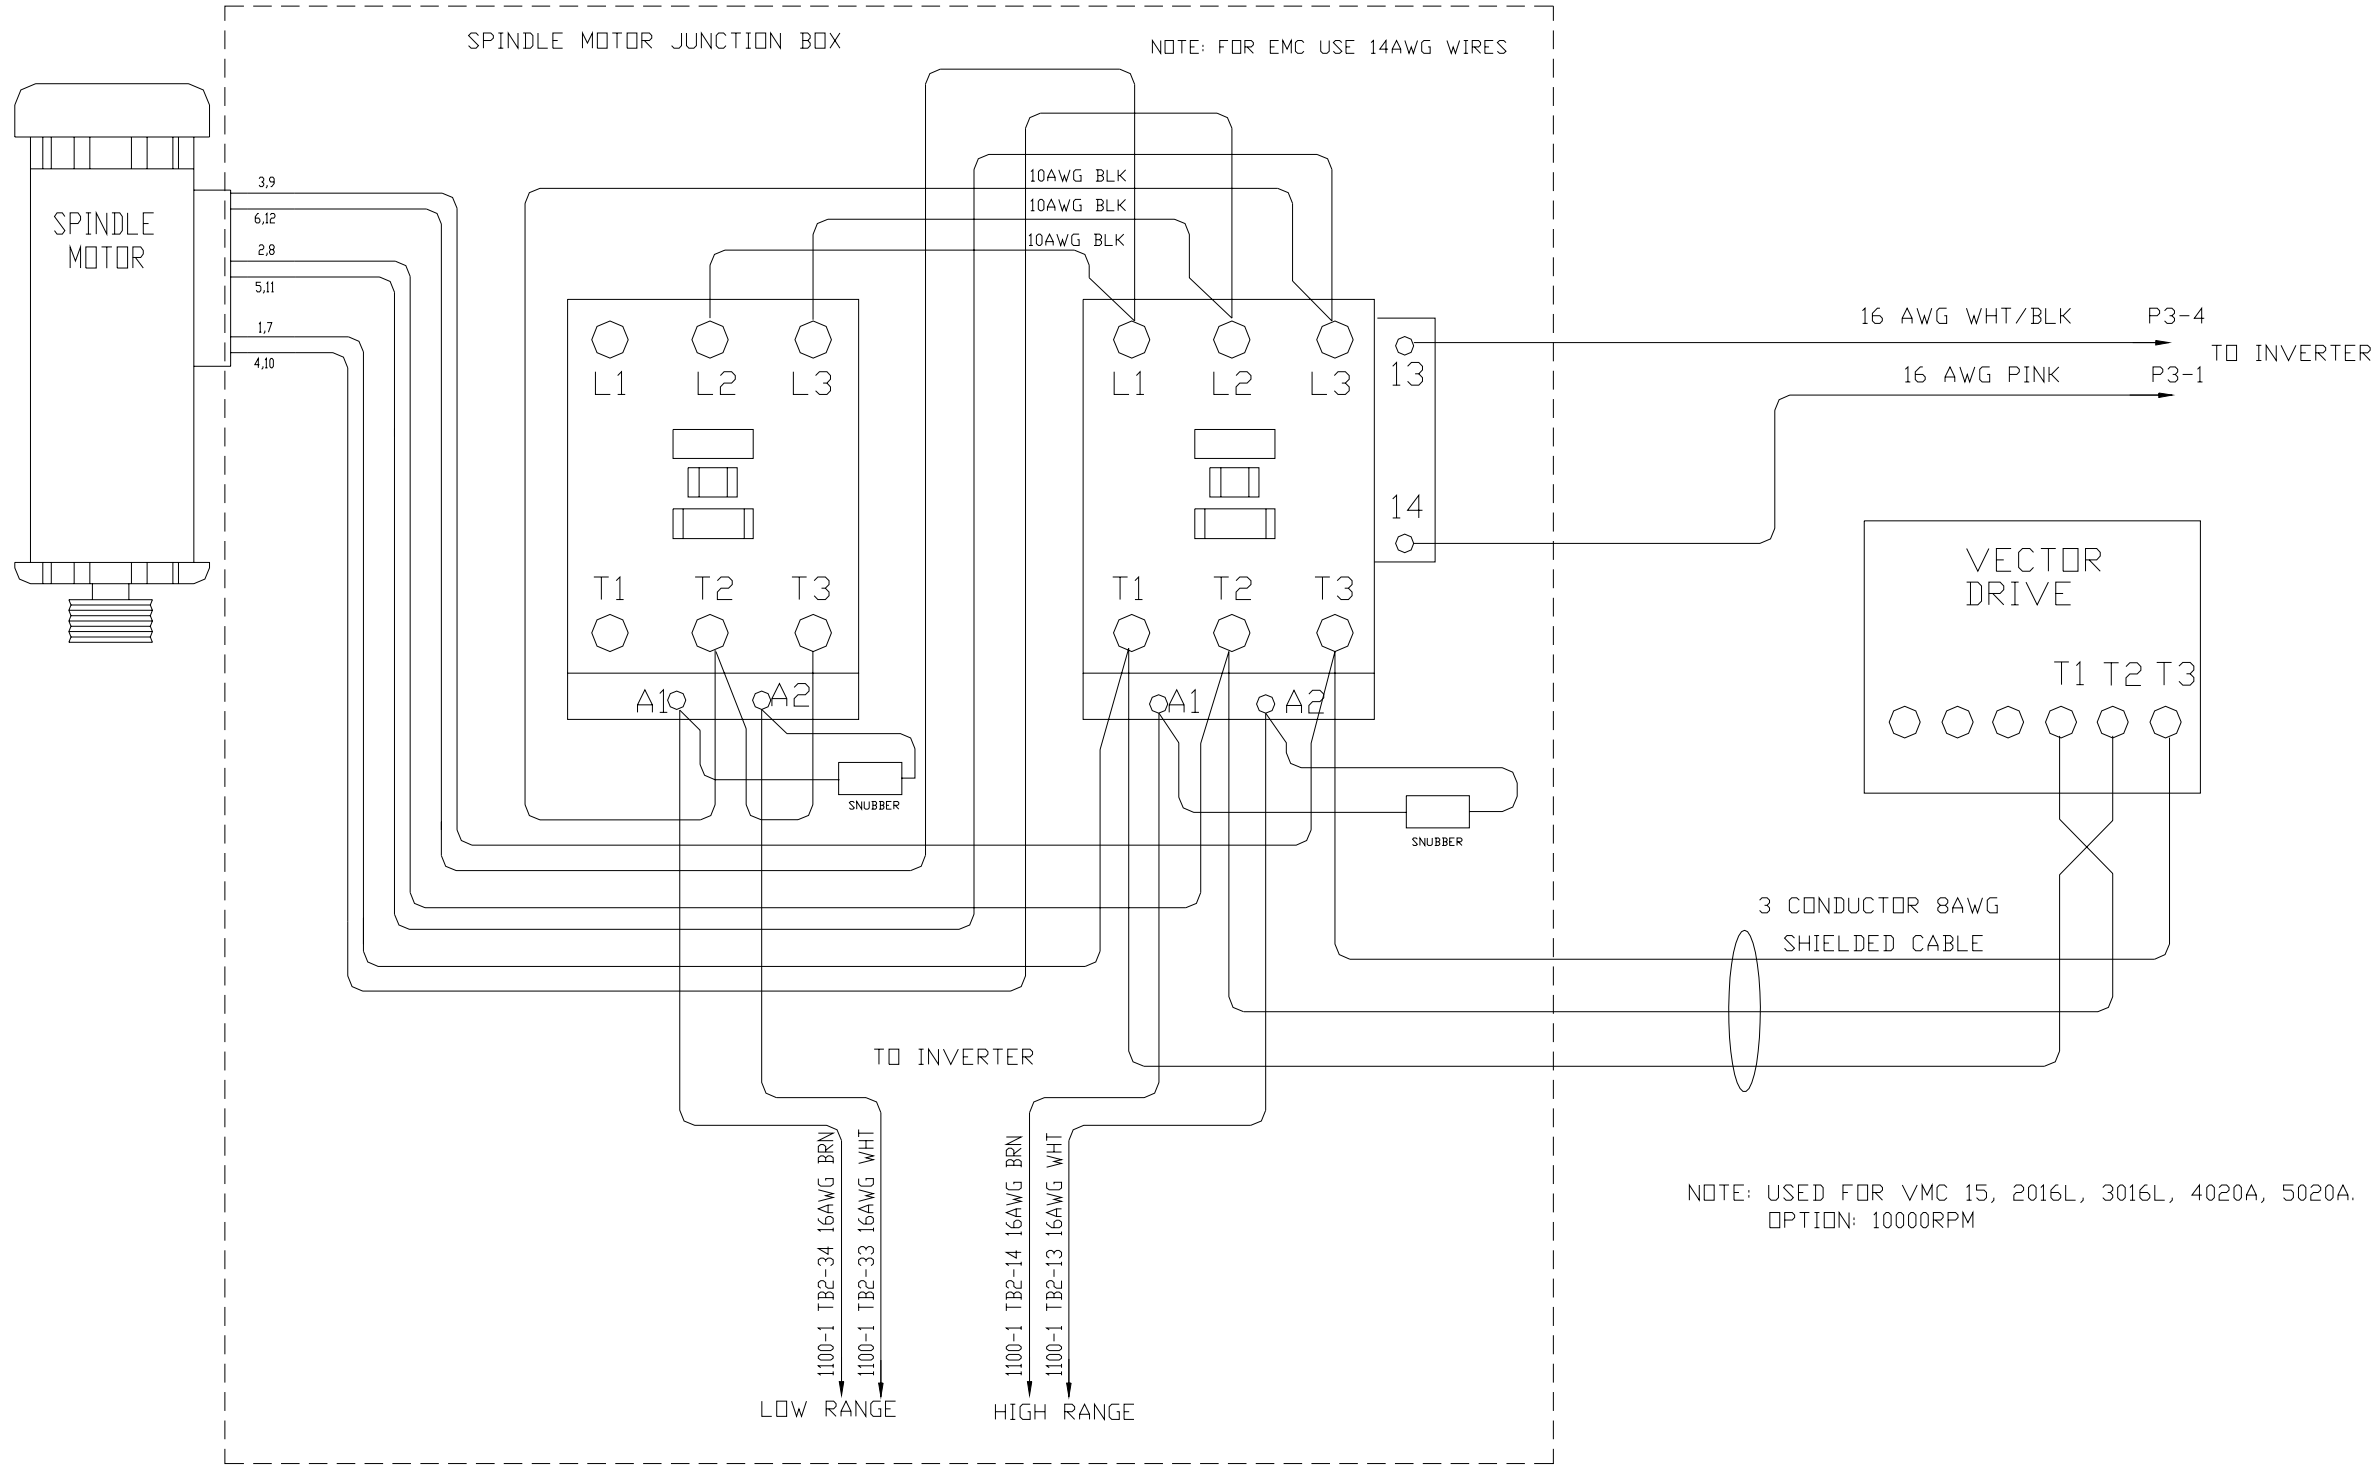 SPINDLE MOTOR JUNCTION BOX
NOTE: FOR EMC USE 14AWG WIRES
SPINDLE
MOTOR
3,9
6,12
2,8
5,11
1,7
4,10
10AWG BLK
10AWG BLK
10AWG BLK
L1 L2 L3
T1 T2 T3
A1 A2
SNUBBER
L1 L2 L3
13
14
T1 T2 T3
A1 A2
SNUBBER
16 AWG WHT/BLK P3-4
TO INVERTER
16 AWG PINK P3-1
VECTOR
DRIVE
T1 T2 T3
3 CONDUCTOR 8AWG
SHIELDED CABLE
TO INVERTER
1100-1 TB2-34 16AWG BRN
1100-1 TB2-33 16AWG WHT
1100-1 TB2-14 16AWG BRN
1100-1 TB2-13 16AWG WHT
LOW RANGE
HIGH RANGE
NOTE: USED FOR VMC 15, 2016L, 3016L, 4020A, 5020A.
OPTION: 10000RPM